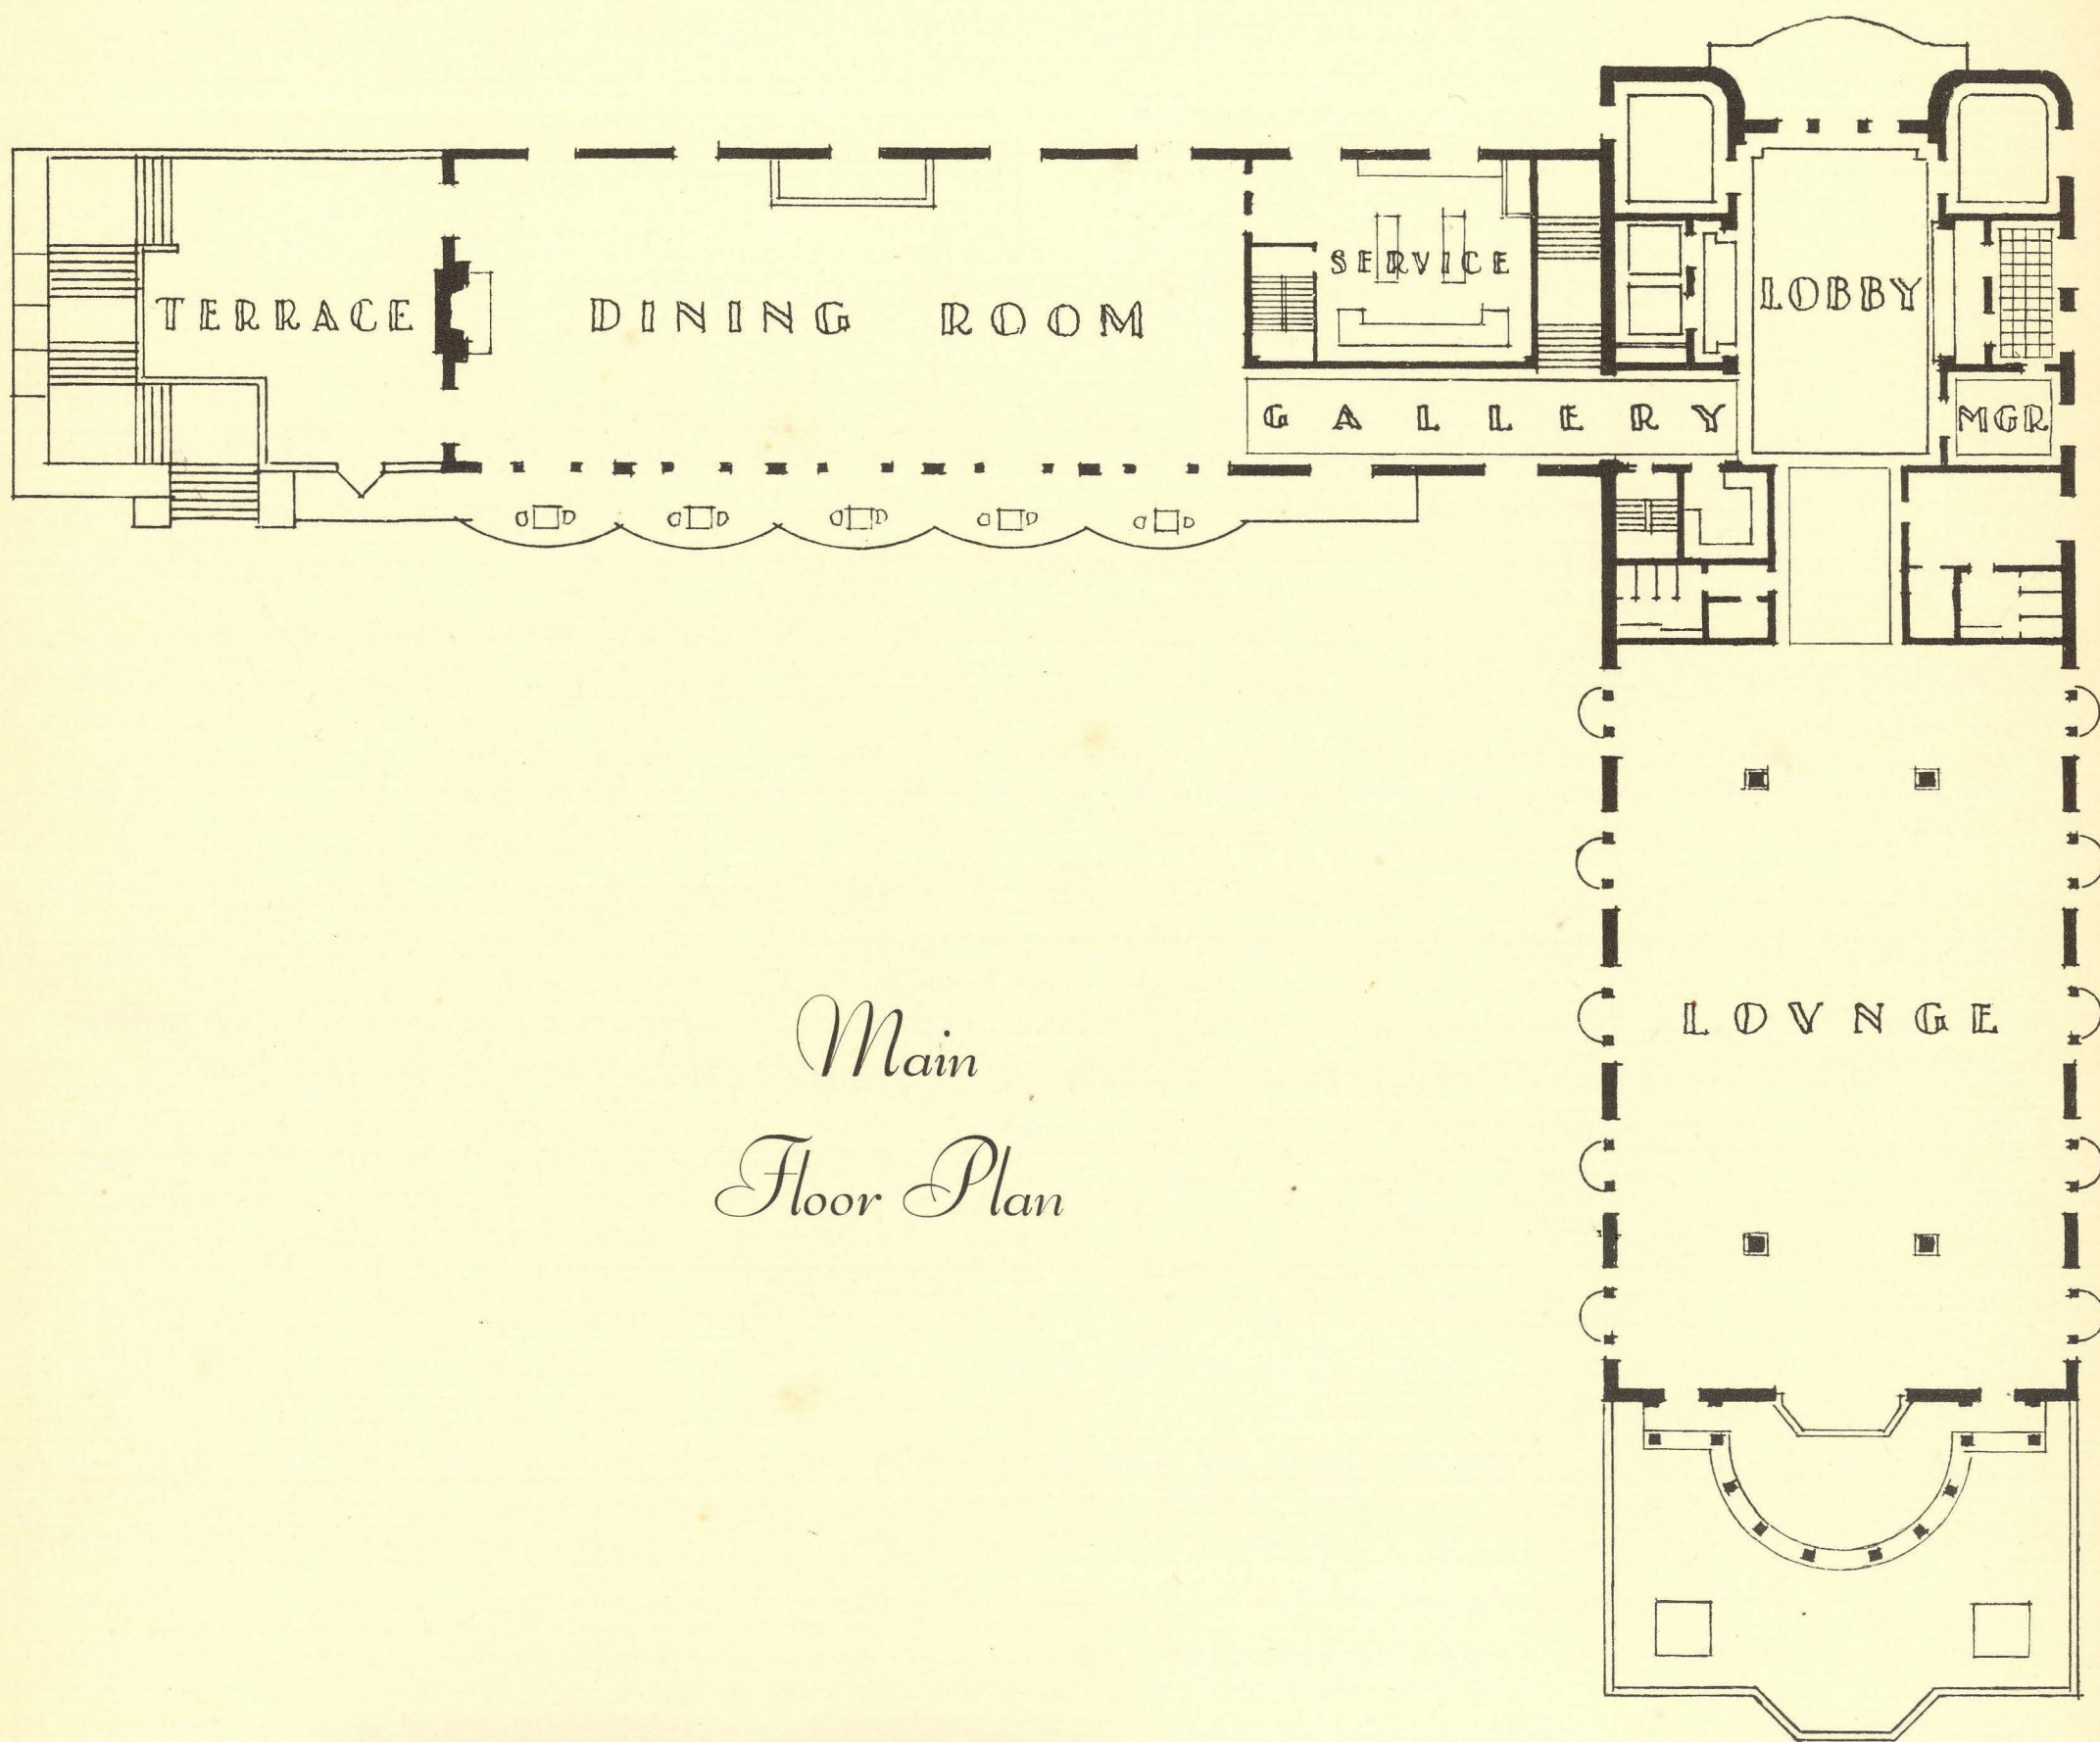 TERRACE
DINING ROOM
SERVICE
LOBBY
GALLERY
MGR
LOVNGE
Main
Floor Plan